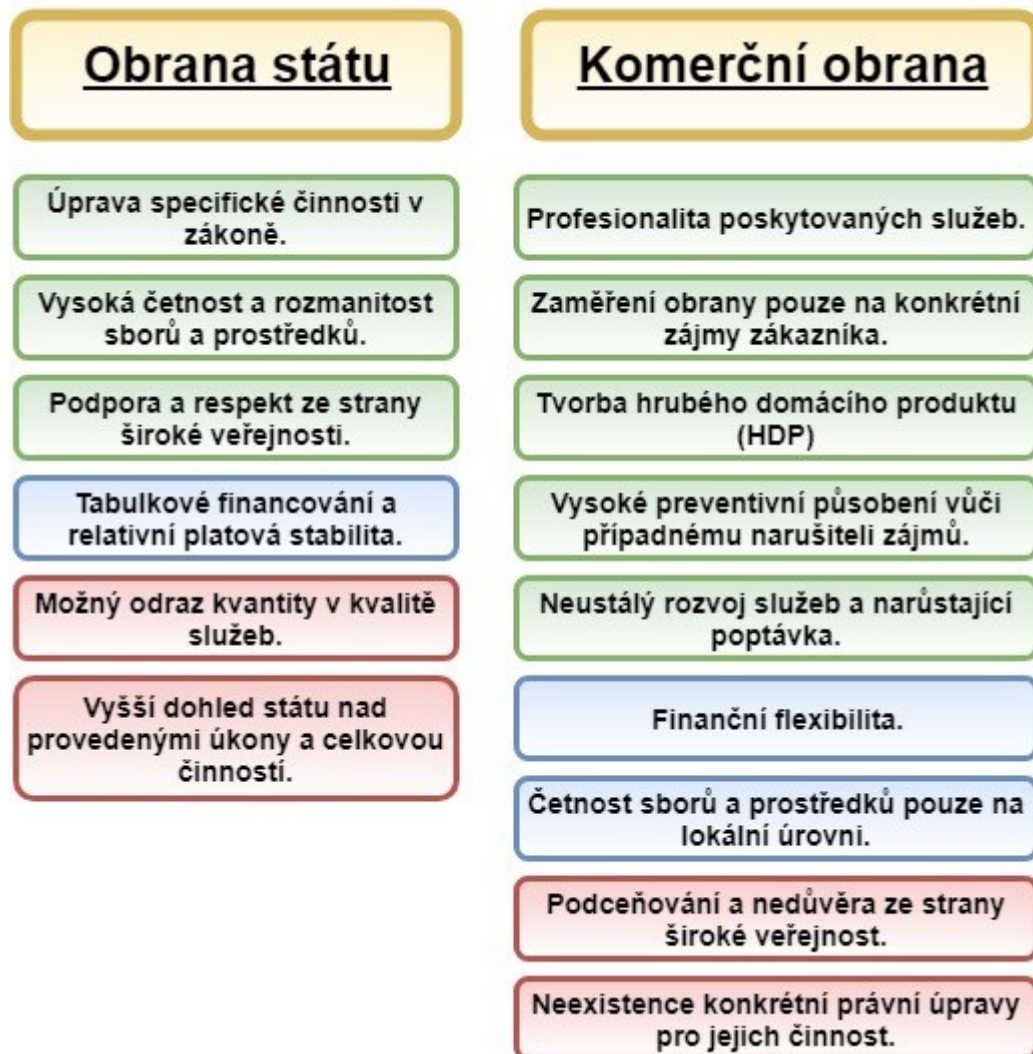 Obrana státu
Úprava specifické činnosti v
zákoně.
Vysoká četnost a rozmanitost
sborů a prostředků.
Podpora a respekt ze strany
široké veřejnosti.
Tabulkové financování a
relativní platová stabilita.
Možný odraz kvantity v kvalitě
služeb.
Vyšší dohled státu nad
provedenými úkony a celkovou
činností.
Komerční obrana
Profesionalita poskytovaných služeb.
Zaměření obrany pouze na konkrétní
zájmy zákazníka.
Tvorba hrubého domácího produktu
(HDP)
Vysoké preventivní působení vůči
případnému narušiteli zájmů.
Neustálý rozvoj služeb a narůstající
poptávka.
Finanční flexibilita.
Četnost sborů a prostředků pouze na
lokální úrovni.
Podceňování a nedůvěra ze strany
široké veřejnost.
Neexistence konkrétní právní úpravy
pro jejich činnost.